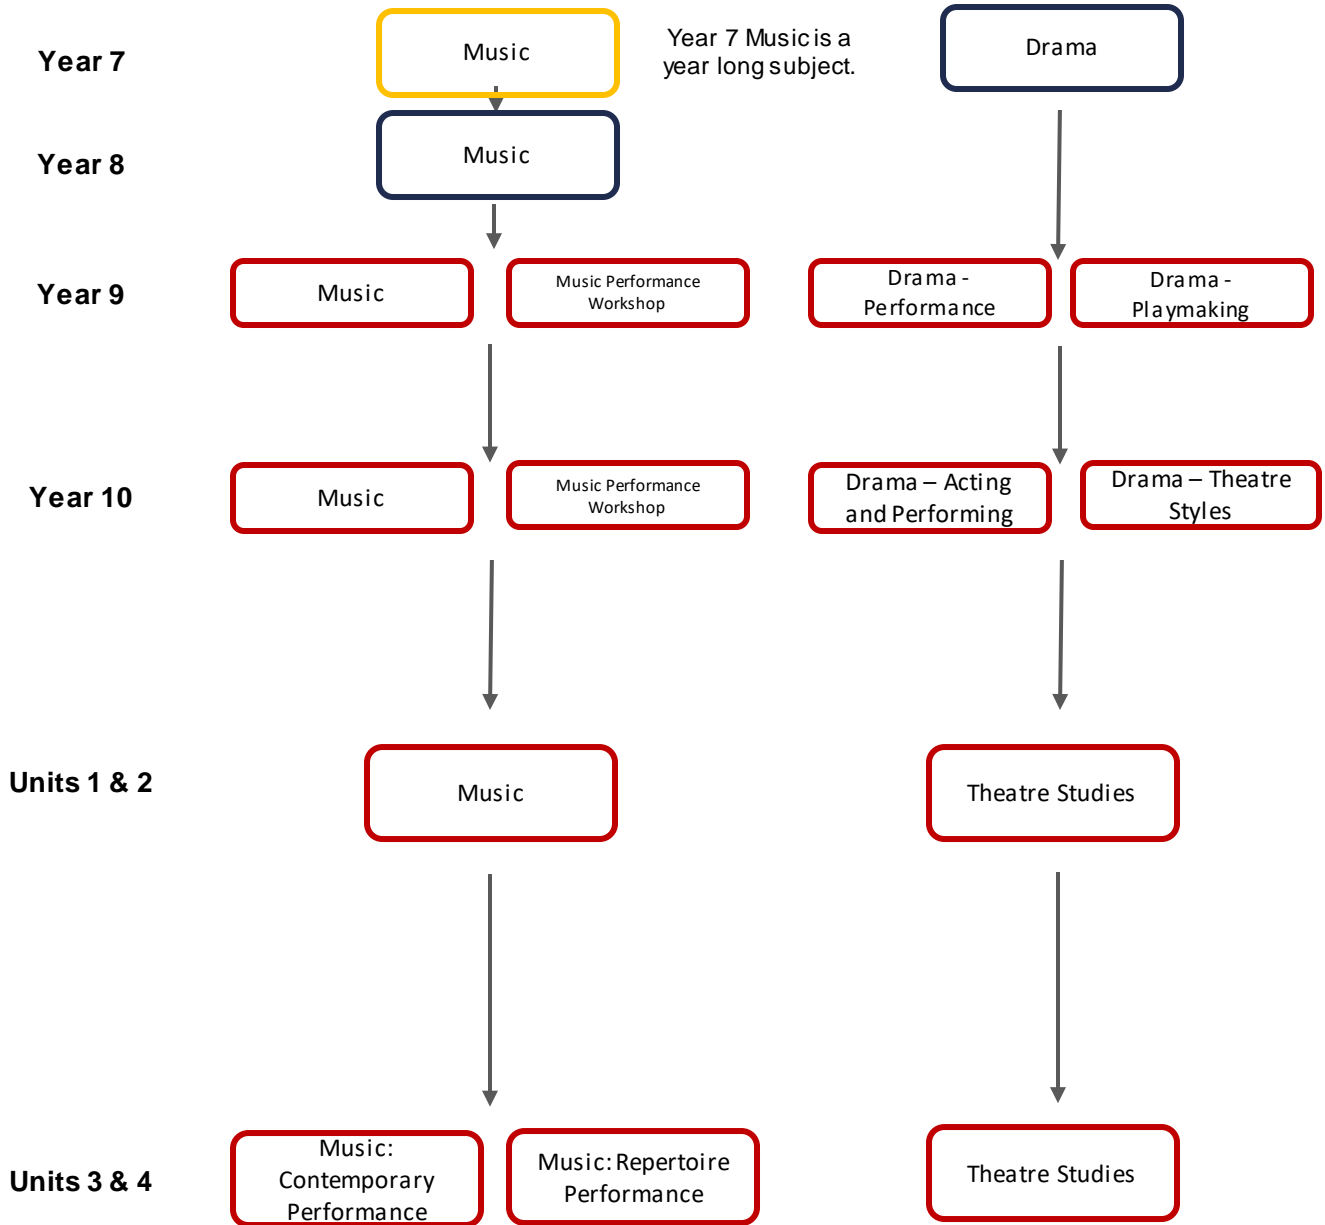 Year 7
Music
Year 7 Music is a
year long subject.
Drama
Year 8
Music
Year 9
Music
Music Performance
Workshop
Drama -
Performance
Drama -
Playmaking
Year 10
Music
Music Performance
Workshop
Drama – Acting
and Performing
Drama – Theatre
Styles
Units 1 & 2
Music
Theatre Studies
Units 3 & 4
Music:
Contemporary
Performance
Music: Repertoire
Performance
Theatre Studies